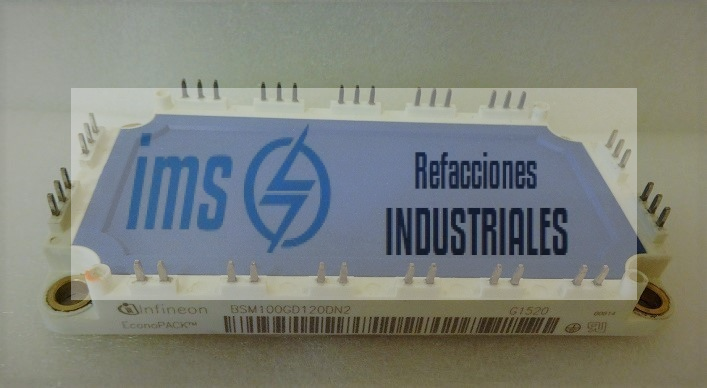 ims
Refacciones
INDUSTRIALES
Infineon BSM100GD120DN2 G1520
EconoPACK™